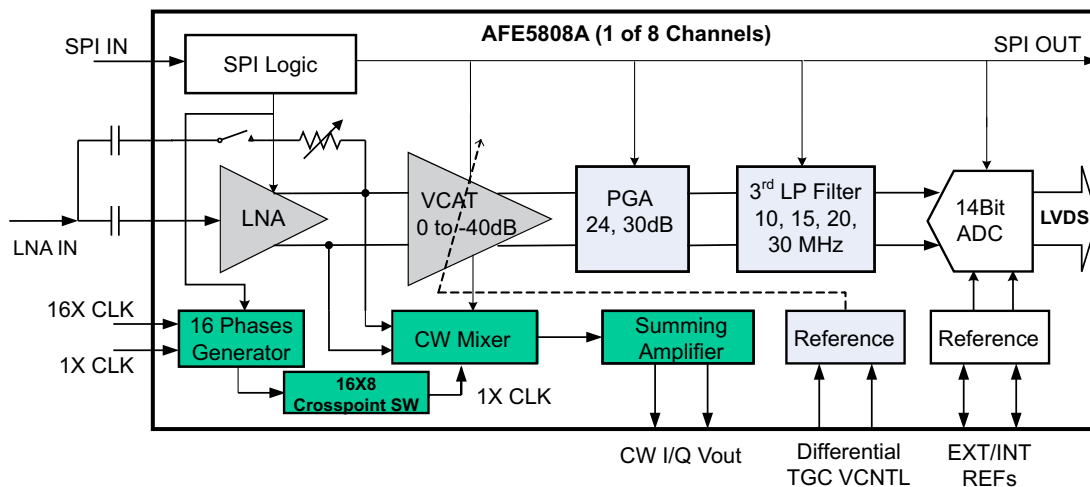 AFE5808A (1 of 8 Channels)
SPI IN
SPI Logic
SPI OUT
LNA
VCAT
0 to -40dB
PGA
24, 30dB
3rd LP Filter
10, 15, 20,
30 MHz
14Bit
ADC
LVDS
LNA IN
16X CLK
1X CLK
16 Phases
Generator
CW Mixer
Summing
Amplifier
Reference
Reference
16X8
Crosspoint SW
1X CLK
CW I/Q Vout
Differential
TGC VCNTL
EXT/INT
REFs